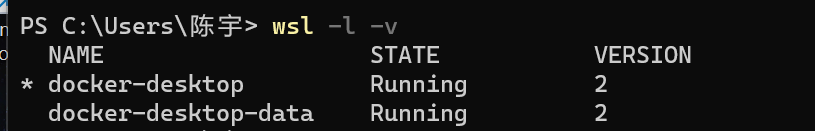 PS C:\Users\陈宇> wsl -l -v
  NAME                   STATE           VERSION
* docker-desktop         Running         2
  docker-desktop-data    Running         2